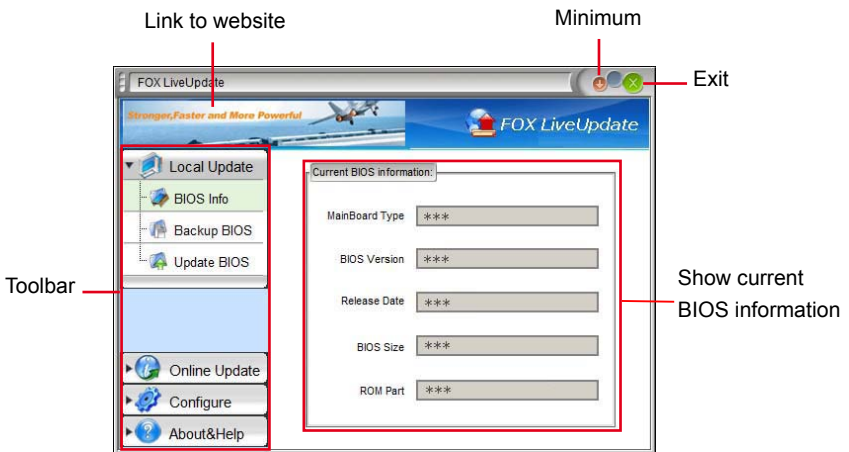 Link to website
Minimum
FOX LiveUpdate
Exit
Stronger,Faster and More Powerful
FOX LiveUpdate
Local Update
Current BIOS information:
BIOS Info
MainBoard Type
***
Backup BIOS
BIOS Version
***
Update BIOS
Toolbar
Release Date
***
Show current
BIOS information
BIOS Size
***
Online Update
ROM Part
***
Configure
About&Help